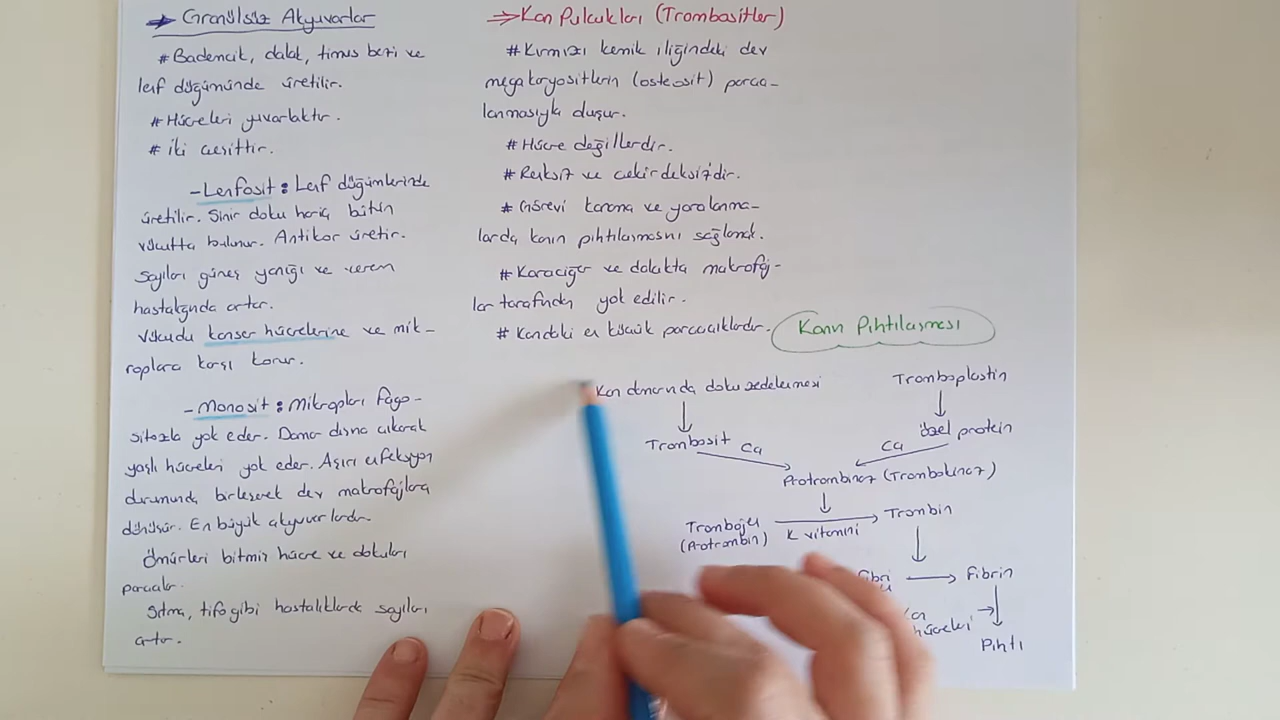 → Granülsüz Akyuvarlar
# Bademcik, dalak, timus bezi ve
lenf düğümünde üretilir.
# Hücreleri yuvarlaktır.
# İki çeşittir.
- Lenfosit : Lenf düğümlerinde
üretilir. Sinir doku hariç bütün
vücutta bulunur. Antikor üretir.
Sayıları güneş yanığı ve verem
hastalığında artar.
Vücudu kanser hücrelerine ve mik-
roplara karşı korur.
- Monosit : Mikropları fago-
sitozla yok eder. Damar dışına çıkarak
yaşlı hücreleri yok eder. Aşırı enfeksiyon
durumunda birleşerek dev makrofajlara
dönüşür. En büyük akyuvarlardır.
Ömürleri bitmiş hücre ve dokuları
parçalar.
Sıtma, tifo gibi hastalıklarda sayıları
artar.
⇒ Kan Pulcukları (Trombositler)
# Kırmızı kemik iliğindeki dev
megakaryositlerin (osteosit) parça-
lanmasıyla oluşur.
# Hücre değillerdir.
# Renksiz ve çekirdeksizdir.
# Görevi kanama ve yaralanma-
larda kanın pıhtılaşmasını sağlamak.
# Karaciğer ve dalakta makrofaj-
lar tarafından yok edilir.
# Kandaki en küçük parçacıklardır.
Kanın Pıhtılaşması
Kan damarında doku zedelenmesi
Tromboplastin
↓
↓
Trombosit
Ca
Ca
özel protein
Protrombinaz (Trombokinaz)
↓
Trombojen
(Protrombin)
K vitamini
→ Trombin
↓
→ Fibrin
→
hücreleri
↓
Pıhtı